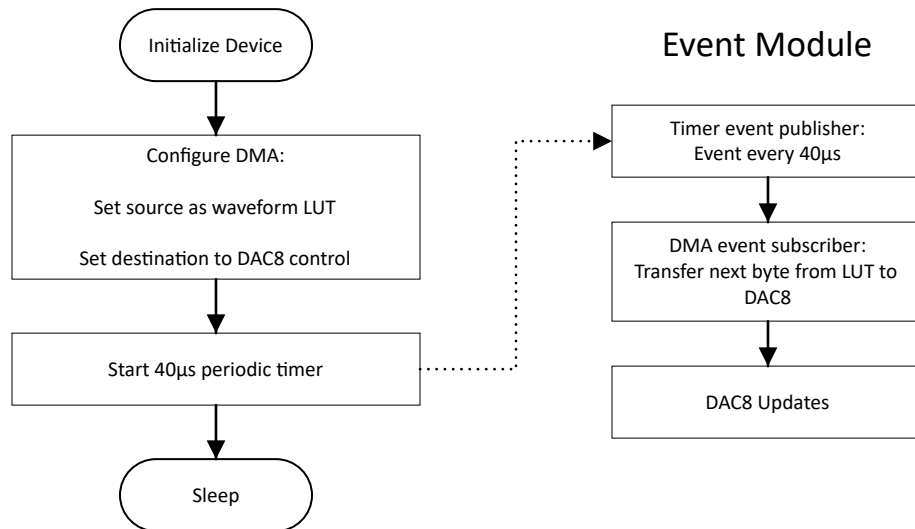 Initialize Device
Configure DMA:
Set source as waveform LUT
Set destination to DAC8 control
Start 40µs periodic timer
Sleep
Event Module
Timer event publisher:
Event every 40µs
DMA event subscriber:
Transfer next byte from LUT to
DAC8
DAC8 Updates